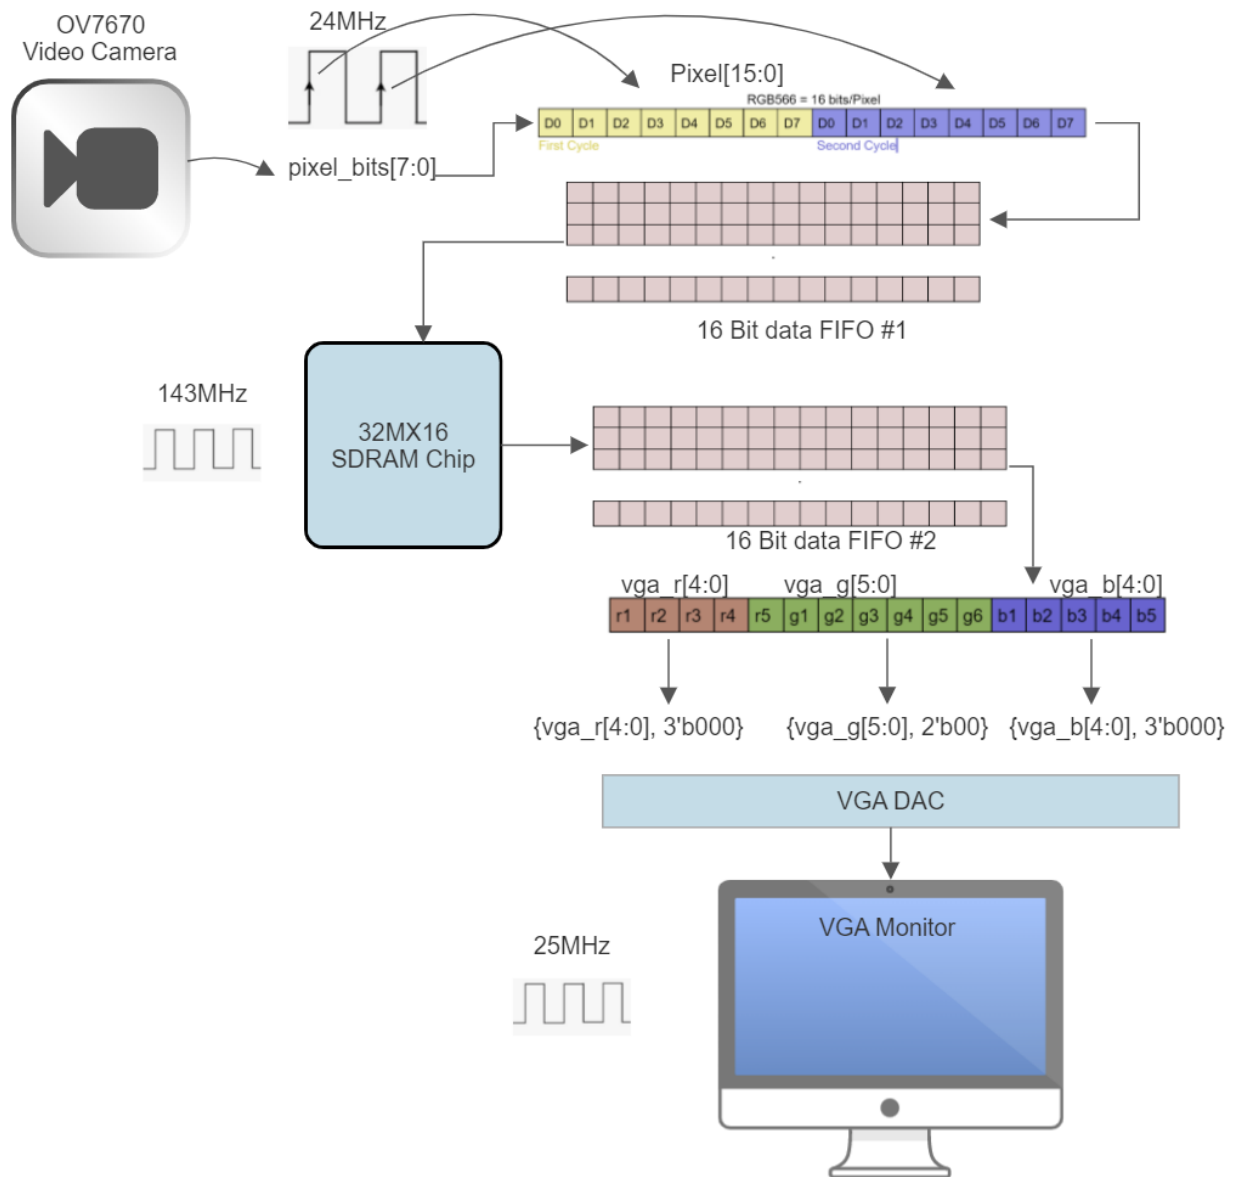 OV7670
Video Camera
24MHz
Pixel[15:0]
RGB566 = 16 bits/Pixel
D0 D1 D2 D3 D4 D5 D6 D7 D0 D1 D2 D3 D4 D5 D6 D7
First Cycle
Second Cycle
pixel_bits[7:0]
16 Bit data FIFO #1
143MHz
32MX16
SDRAM Chip
16 Bit data FIFO #2
vga_r[4:0]
vga_g[5:0]
vga_b[4:0]
r1 r2 r3 r4 r5 g1 g2 g3 g4 g5 g6 b1 b2 b3 b4 b5
{vga_r[4:0], 3'b000}
{vga_g[5:0], 2'b00}
{vga_b[4:0], 3'b000}
VGA DAC
VGA Monitor
25MHz